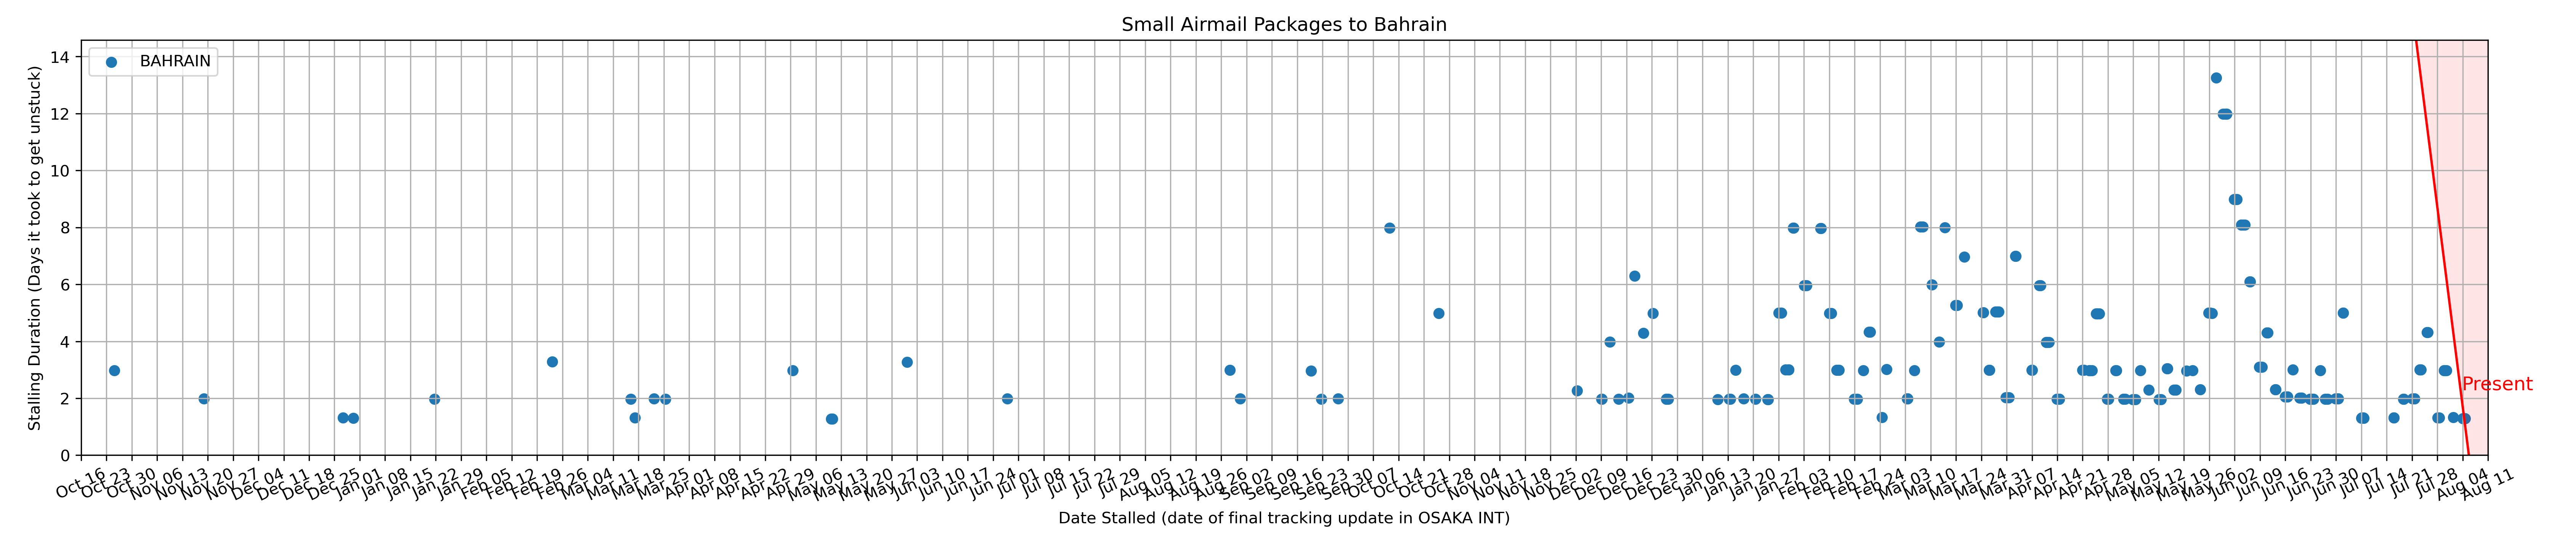 Small Airmail Packages to Bahrain
BAHRAIN
Stalling Duration (Days it took to get unstuck)
14
12
10
8
6
4
2
0
Present
Oct 16
Oct 23
Oct 30
Nov 06
Nov 13
Nov 20
Nov 27
Dec 04
Dec 11
Dec 18
Dec 25
Jan 01
Jan 08
Jan 15
Jan 22
Jan 29
Feb 05
Feb 12
Feb 19
Feb 26
Mar 04
Mar 11
Mar 18
Mar 25
Apr 01
Apr 08
Apr 15
Apr 22
Apr 29
May 06
May 13
May 20
May 27
Jun 03
Jun 10
Jun 17
Jun 24
Jul 01
Jul 08
Jul 15
Jul 22
Jul 29
Aug 05
Aug 12
Aug 19
Aug 26
Sep 02
Sep 09
Sep 16
Sep 23
Sep 30
Oct 07
Oct 14
Oct 21
Oct 28
Nov 04
Nov 11
Nov 18
Nov 25
Dec 02
Dec 09
Dec 16
Dec 23
Dec 30
Jan 06
Jan 13
Jan 20
Jan 27
Feb 03
Feb 10
Feb 17
Feb 24
Mar 03
Mar 10
Mar 17
Mar 24
Mar 31
Apr 07
Apr 14
Apr 21
Apr 28
May 05
May 12
May 19
May 26
Jun 02
Jun 09
Jun 16
Jun 23
Jun 30
Jul 07
Jul 14
Jul 21
Jul 28
Aug 04
Aug 11
Date Stalled (date of final tracking update in OSAKA INT)